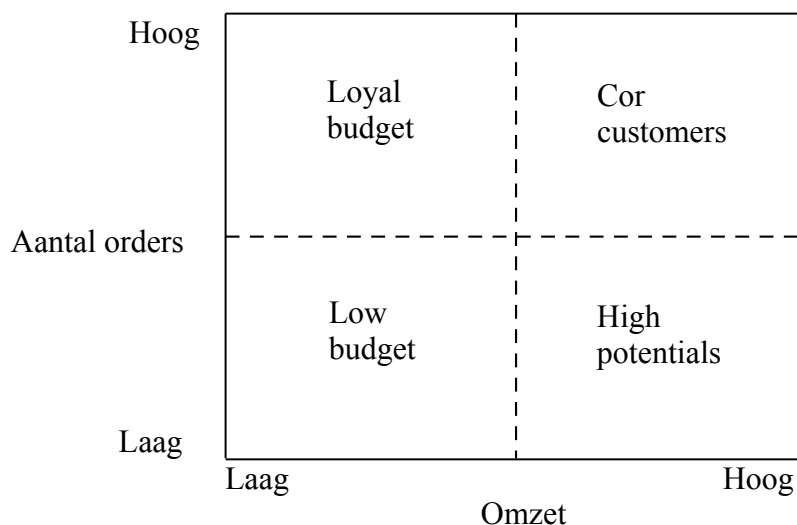 Hoog
Loyal
budget
Cor
customers
Aantal orders
Low
budget
High
potentials
Laag
Laag
Hoog
Omzet